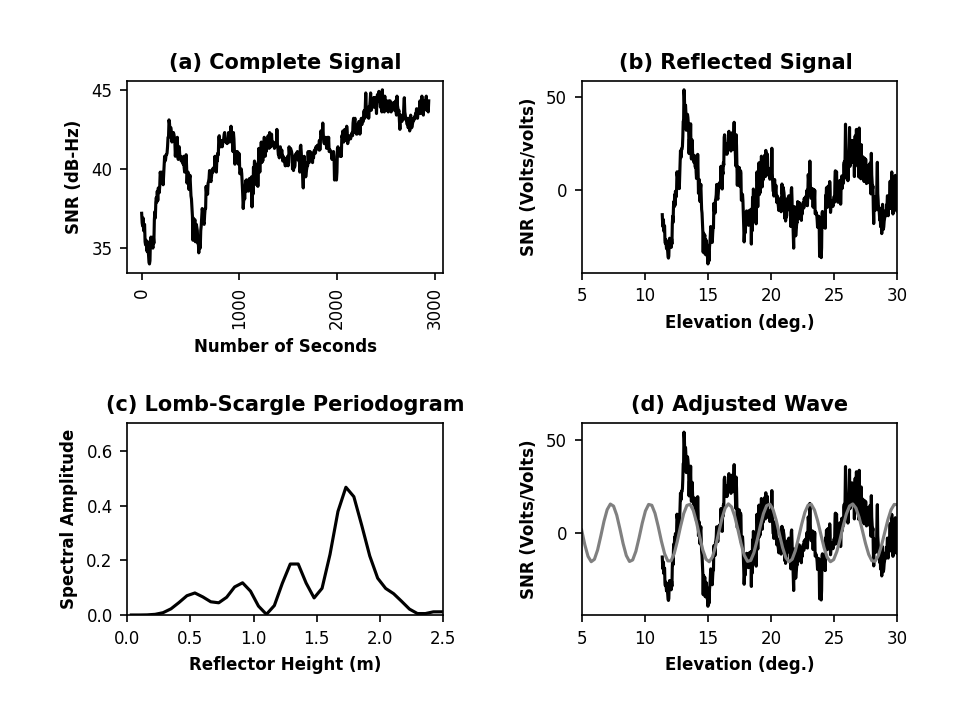 (a) Complete Signal
45
40
35
SNR (dB-Hz)
0
1000
2000
3000
Number of Seconds
(b) Reflected Signal
50
0
SNR (Volts/volts)
5 10 15 20 25 30
Elevation (deg.)
(c) Lomb-Scargle Periodogram
0.6
0.4
0.2
0.0
Spectral Amplitude
0.0 0.5 1.0 1.5 2.0 2.5
Reflector Height (m)
(d) Adjusted Wave
50
0
SNR (Volts/Volts)
5 10 15 20 25 30
Elevation (deg.)